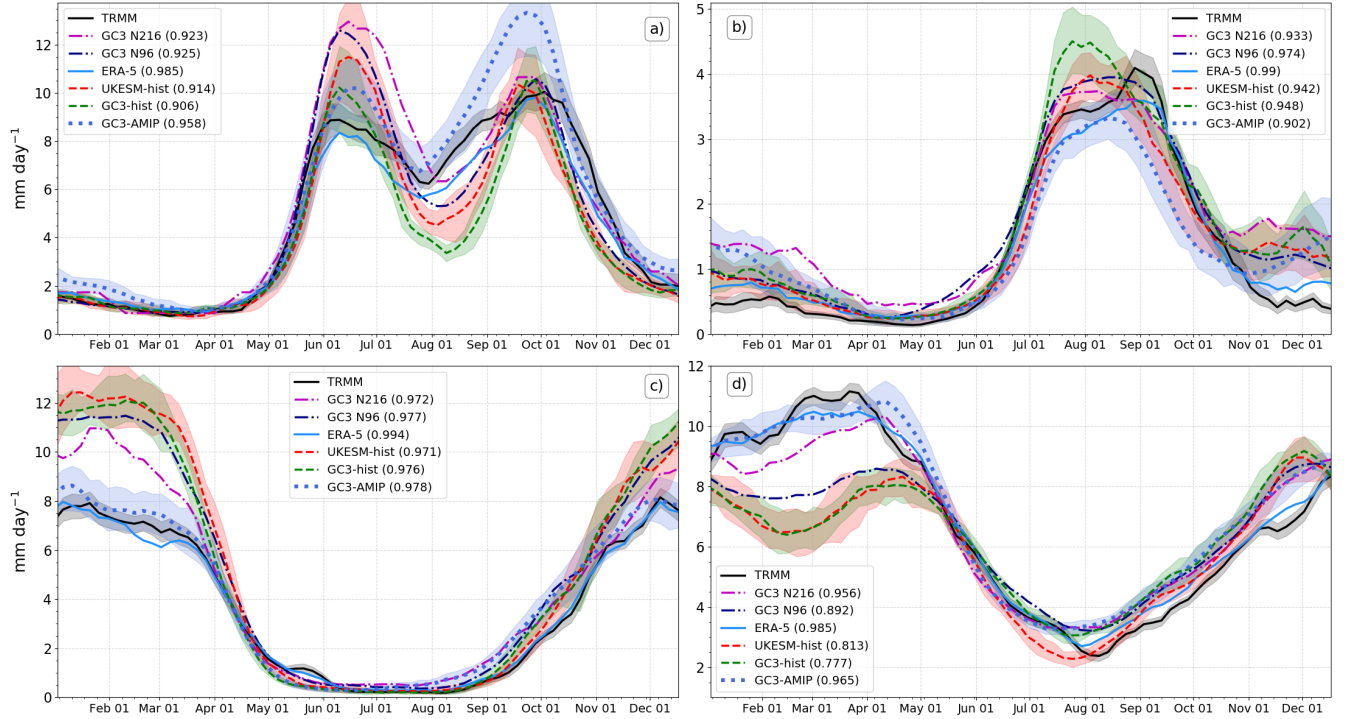 a)
TRMM
GC3 N216 (0.923)
GC3 N96 (0.925)
ERA-5 (0.985)
UKESM-hist (0.914)
GC3-hist (0.906)
GC3-AMIP (0.958)
mm day⁻¹
12
10
8
6
4
2
0
Feb 01 Mar 01 Apr 01 May 01 Jun 01 Jul 01 Aug 01 Sep 01 Oct 01 Nov 01 Dec 01
b)
TRMM
GC3 N216 (0.933)
GC3 N96 (0.974)
ERA-5 (0.99)
UKESM-hist (0.942)
GC3-hist (0.948)
GC3-AMIP (0.902)
5
4
3
2
1
0
Feb 01 Mar 01 Apr 01 May 01 Jun 01 Jul 01 Aug 01 Sep 01 Oct 01 Nov 01 Dec 01
c)
TRMM
GC3 N216 (0.972)
GC3 N96 (0.977)
ERA-5 (0.994)
UKESM-hist (0.971)
GC3-hist (0.976)
GC3-AMIP (0.978)
mm day⁻¹
12
10
8
6
4
2
0
Feb 01 Mar 01 Apr 01 May 01 Jun 01 Jul 01 Aug 01 Sep 01 Oct 01 Nov 01 Dec 01
d)
TRMM
GC3 N216 (0.956)
GC3 N96 (0.892)
ERA-5 (0.985)
UKESM-hist (0.813)
GC3-hist (0.777)
GC3-AMIP (0.965)
12
10
8
6
4
2
Feb 01 Mar 01 Apr 01 May 01 Jun 01 Jul 01 Aug 01 Sep 01 Oct 01 Nov 01 Dec 01